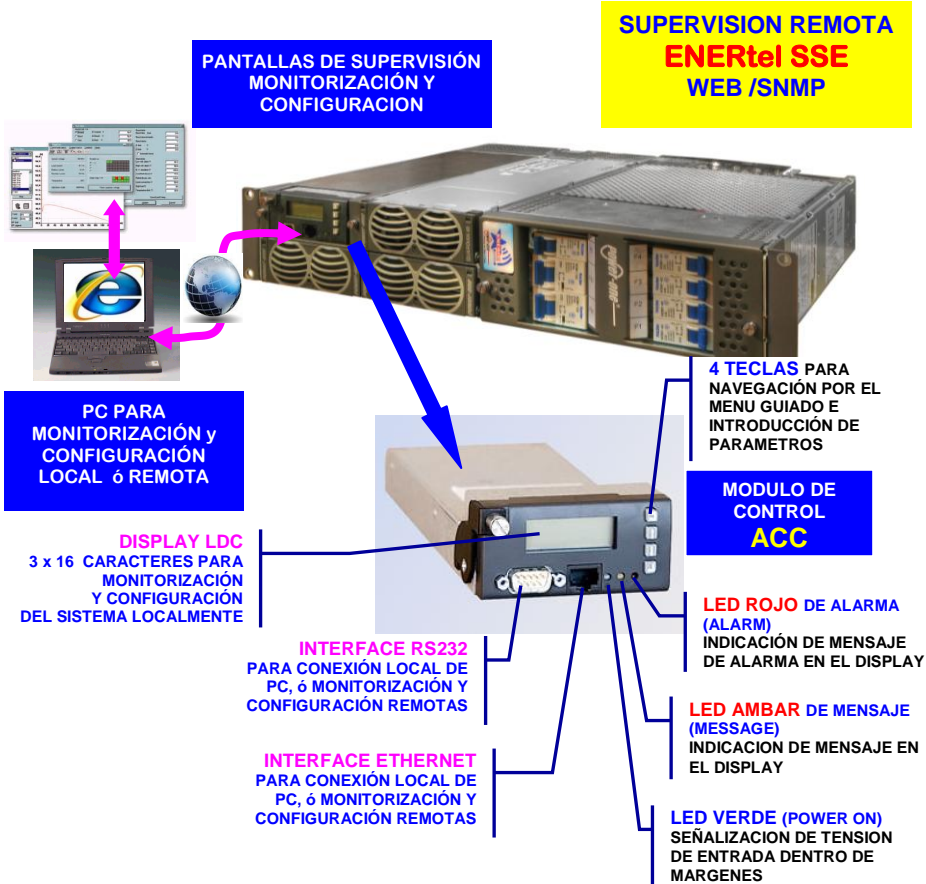 SUPERVISION REMOTA
ENERtel SSE
WEB /SNMP
PANTALLAS DE SUPERVISIÓN
MONITORIZACIÓN Y
CONFIGURACION
PC PARA
MONITORIZACIÓN y
CONFIGURACIÓN
LOCAL ó REMOTA
4 TECLAS PARA
NAVEGACIÓN POR EL
MENU GUIADO E
INTRODUCCIÓN DE
PARAMETROS
MODULO DE
CONTROL
ACC
DISPLAY LDC
3 x 16 CARACTERES PARA
MONITORIZACIÓN
Y CONFIGURACIÓN
DEL SISTEMA LOCALMENTE
LED ROJO DE ALARMA
(ALARM)
INDICACIÓN DE MENSAJE
DE ALARMA EN EL DISPLAY
INTERFACE RS232
PARA CONEXIÓN LOCAL DE
PC, ó MONITORIZACIÓN Y
CONFIGURACIÓN REMOTAS
LED AMBAR DE MENSAJE
(MESSAGE)
INDICACION DE MENSAJE EN
EL DISPLAY
INTERFACE ETHERNET
PARA CONEXIÓN LOCAL DE
PC, ó MONITORIZACIÓN Y
CONFIGURACIÓN REMOTAS
LED VERDE (POWER ON)
SEÑALIZACION DE TENSION
DE ENTRADA DENTRO DE
MARGENES